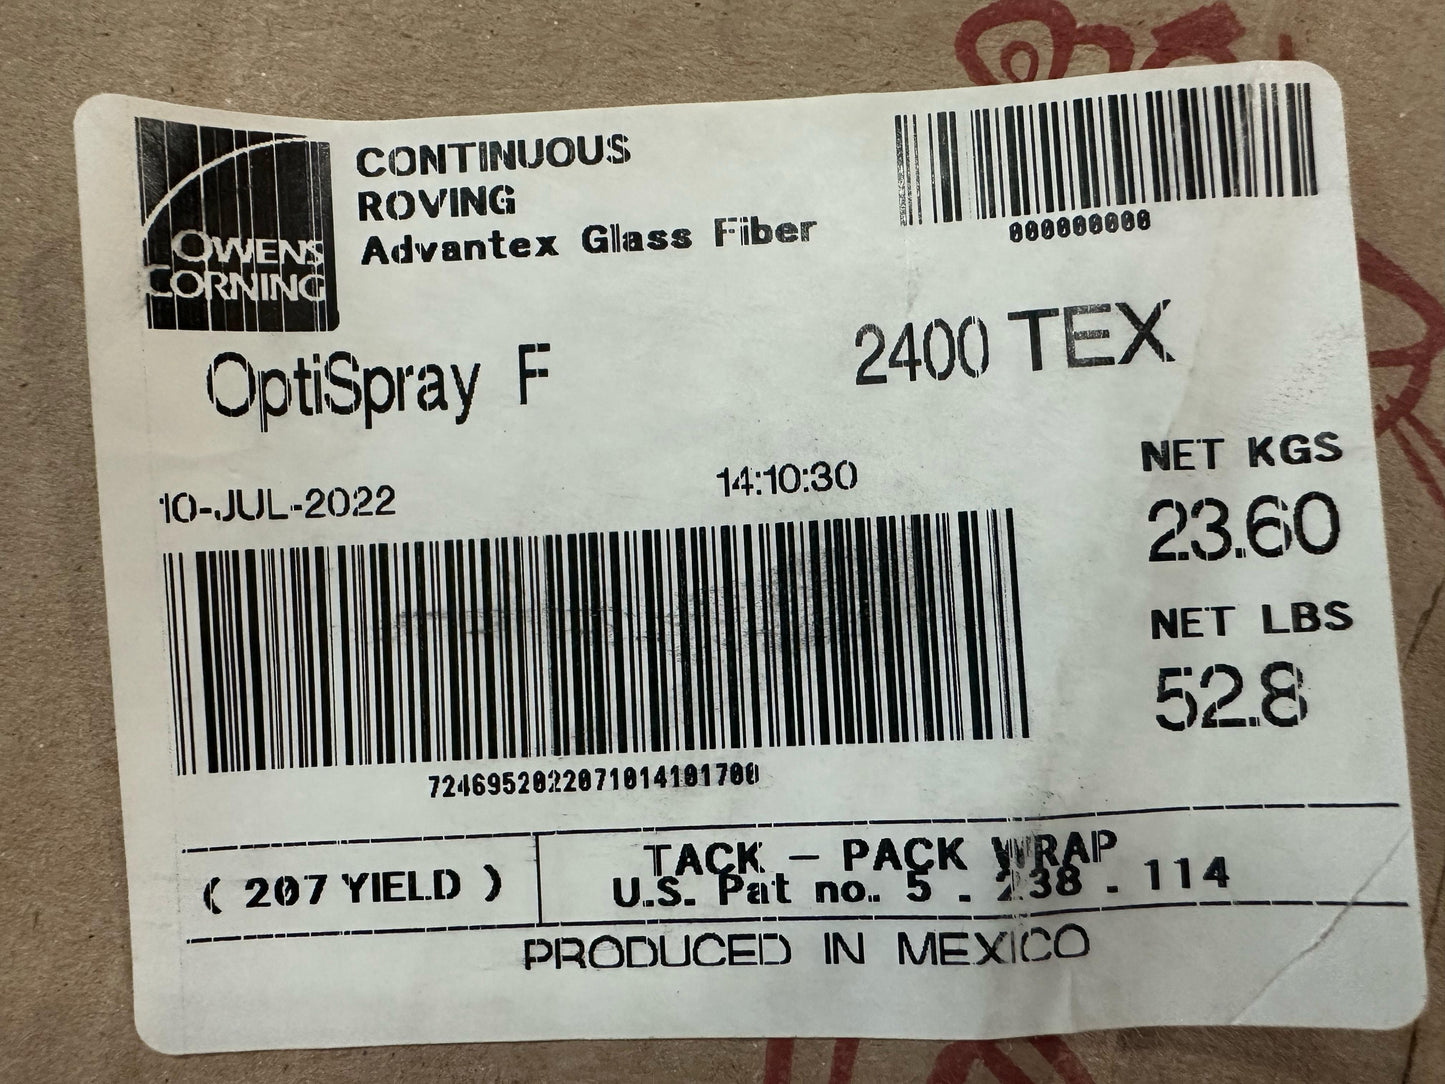 OWENS
CORNING
CONTINUOUS
ROVING
Advantex Glass Fiber
000000000
OptiSpray F
2400 TEX
10-JUL-2022
14:10:30
NET KGS
23.60
NET LBS
52.8
7246952022071014101700
( 207 YIELD )
TACK - PACK WRAP
U.S. Pat no. 5 . 238 . 114
PRODUCED IN MEXICO